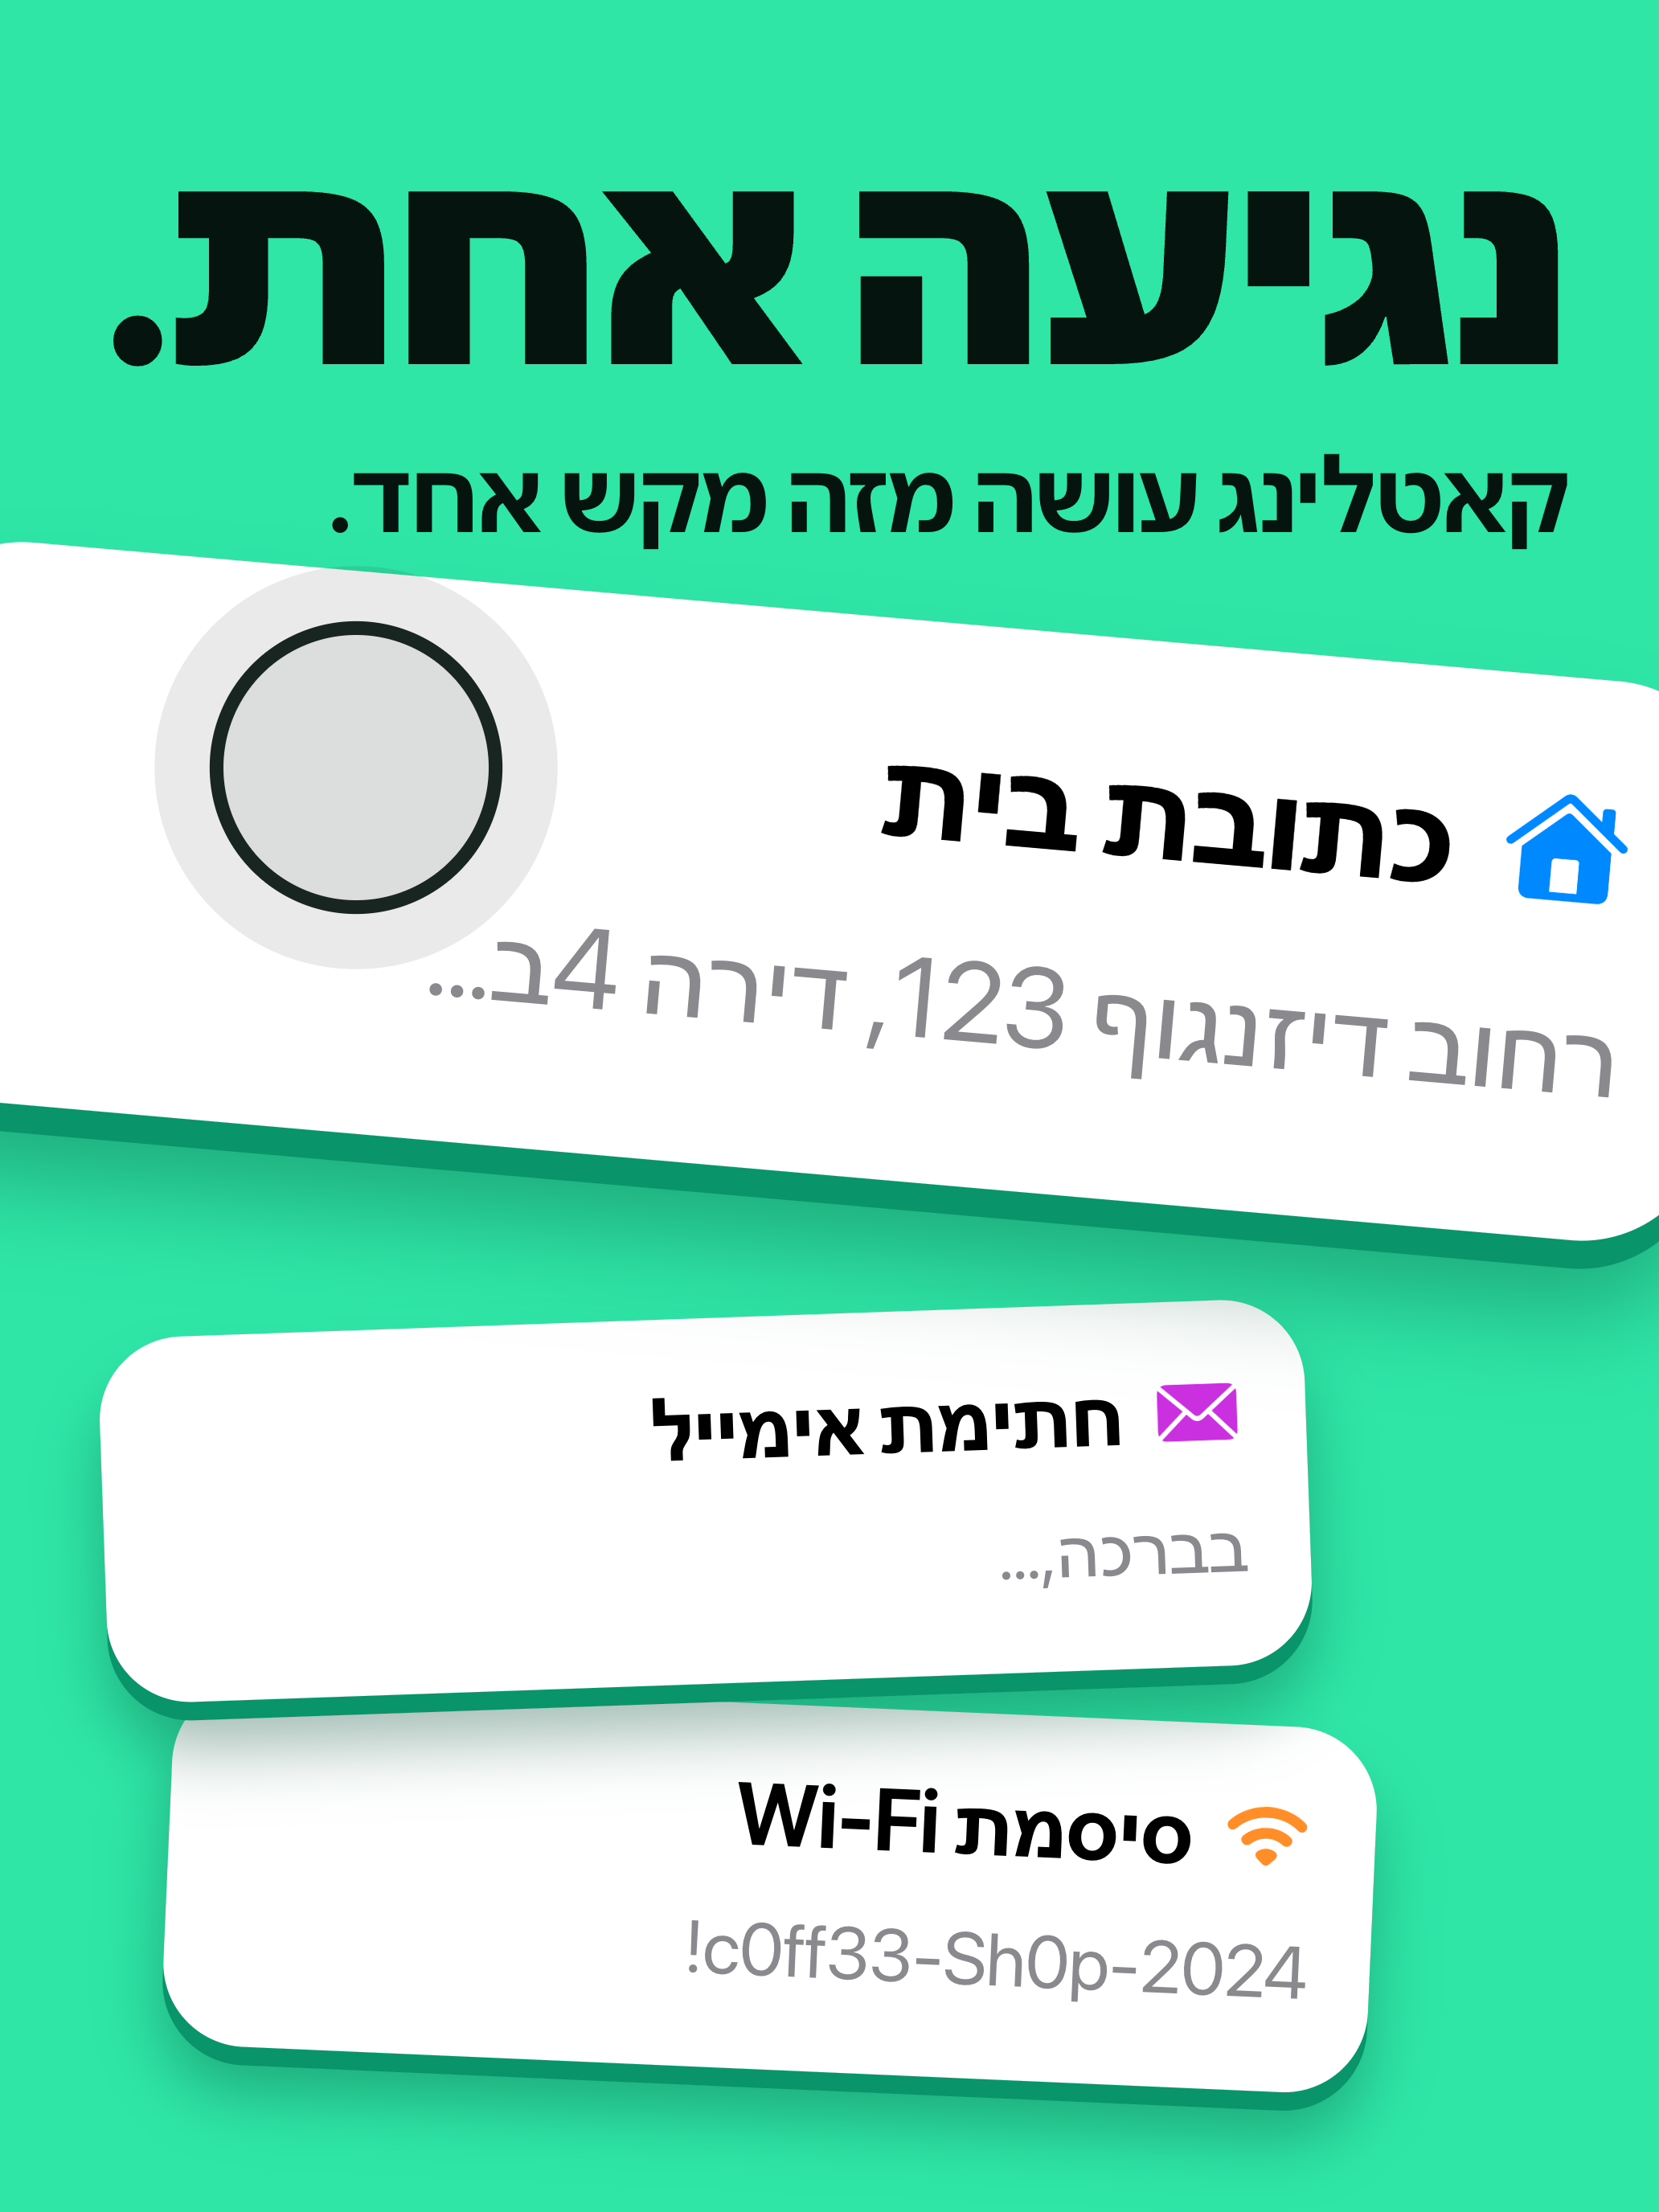 נגיעה אחת.
קאטלינג עושה מזה מקש אחד.
כתובת בית
רחוב דיזנגוף 123, דירה 4ב...
חתימת אימייל
בברכה,...
סיסמת Wi-Fi
c0ff33-Sh0p-2024!